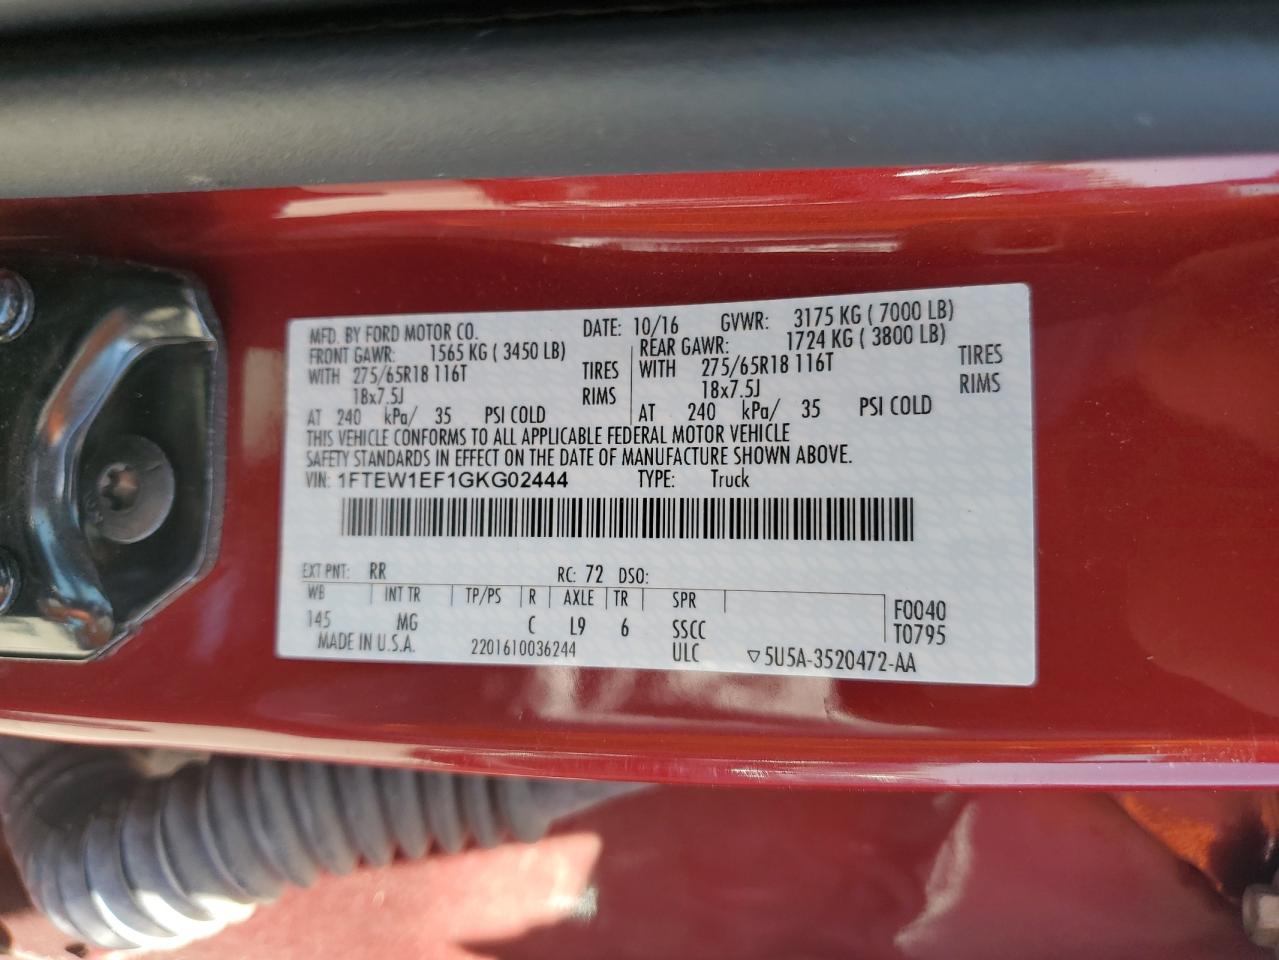 MFD. BY FORD MOTOR CO. DATE: 10/16 GVWR: 3175 KG ( 7000 LB)
FRONT GAWR: 1565 KG ( 3450 LB) REAR GAWR: 1724 KG ( 3800 LB)
WITH 275/65R18 116T TIRES WITH 275/65R18 116T TIRES
18x7.5J RIMS 18x7.5J RIMS
AT 240 kPa/ 35 PSI COLD AT 240 kPa/ 35 PSI COLD
THIS VEHICLE CONFORMS TO ALL APPLICABLE FEDERAL MOTOR VEHICLE
SAFETY STANDARDS IN EFFECT ON THE DATE OF MANUFACTURE SHOWN ABOVE.
VIN: 1FTEW1EF1GKG02444 TYPE: Truck
EXT PNT: RR RC: 72 DSO:
WB INT TR TP/PS R AXLE TR SPR F0040
145 MG C L9 6 SSCC T0795
MADE IN U.S.A. 2201610036244 ULC ▽5U5A-3520472-AA